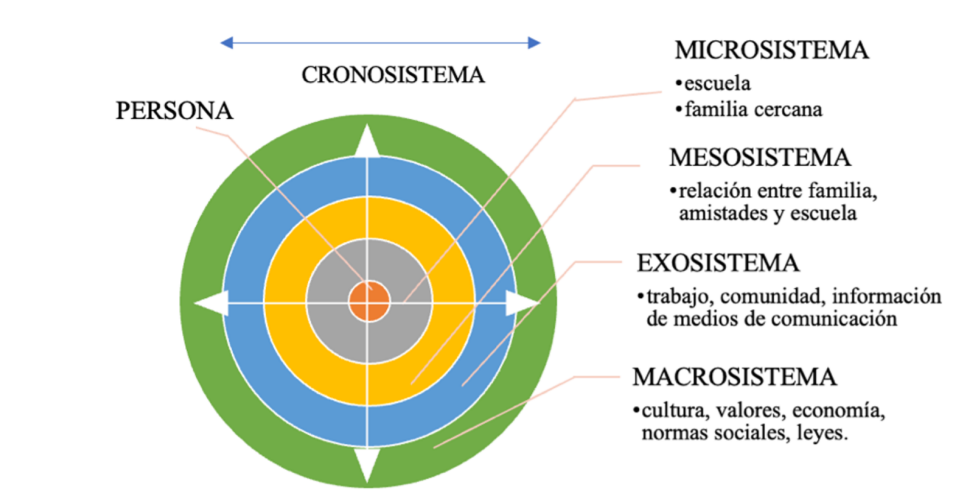 CRONOSISTEMA
PERSONA
MICROSISTEMA
•escuela
•familia cercana
MESOSISTEMA
•relación entre familia,
amistades y escuela
EXOSISTEMA
•trabajo, comunidad, información
de medios de comunicación
MACROSISTEMA
•cultura, valores, economía,
normas sociales, leyes.